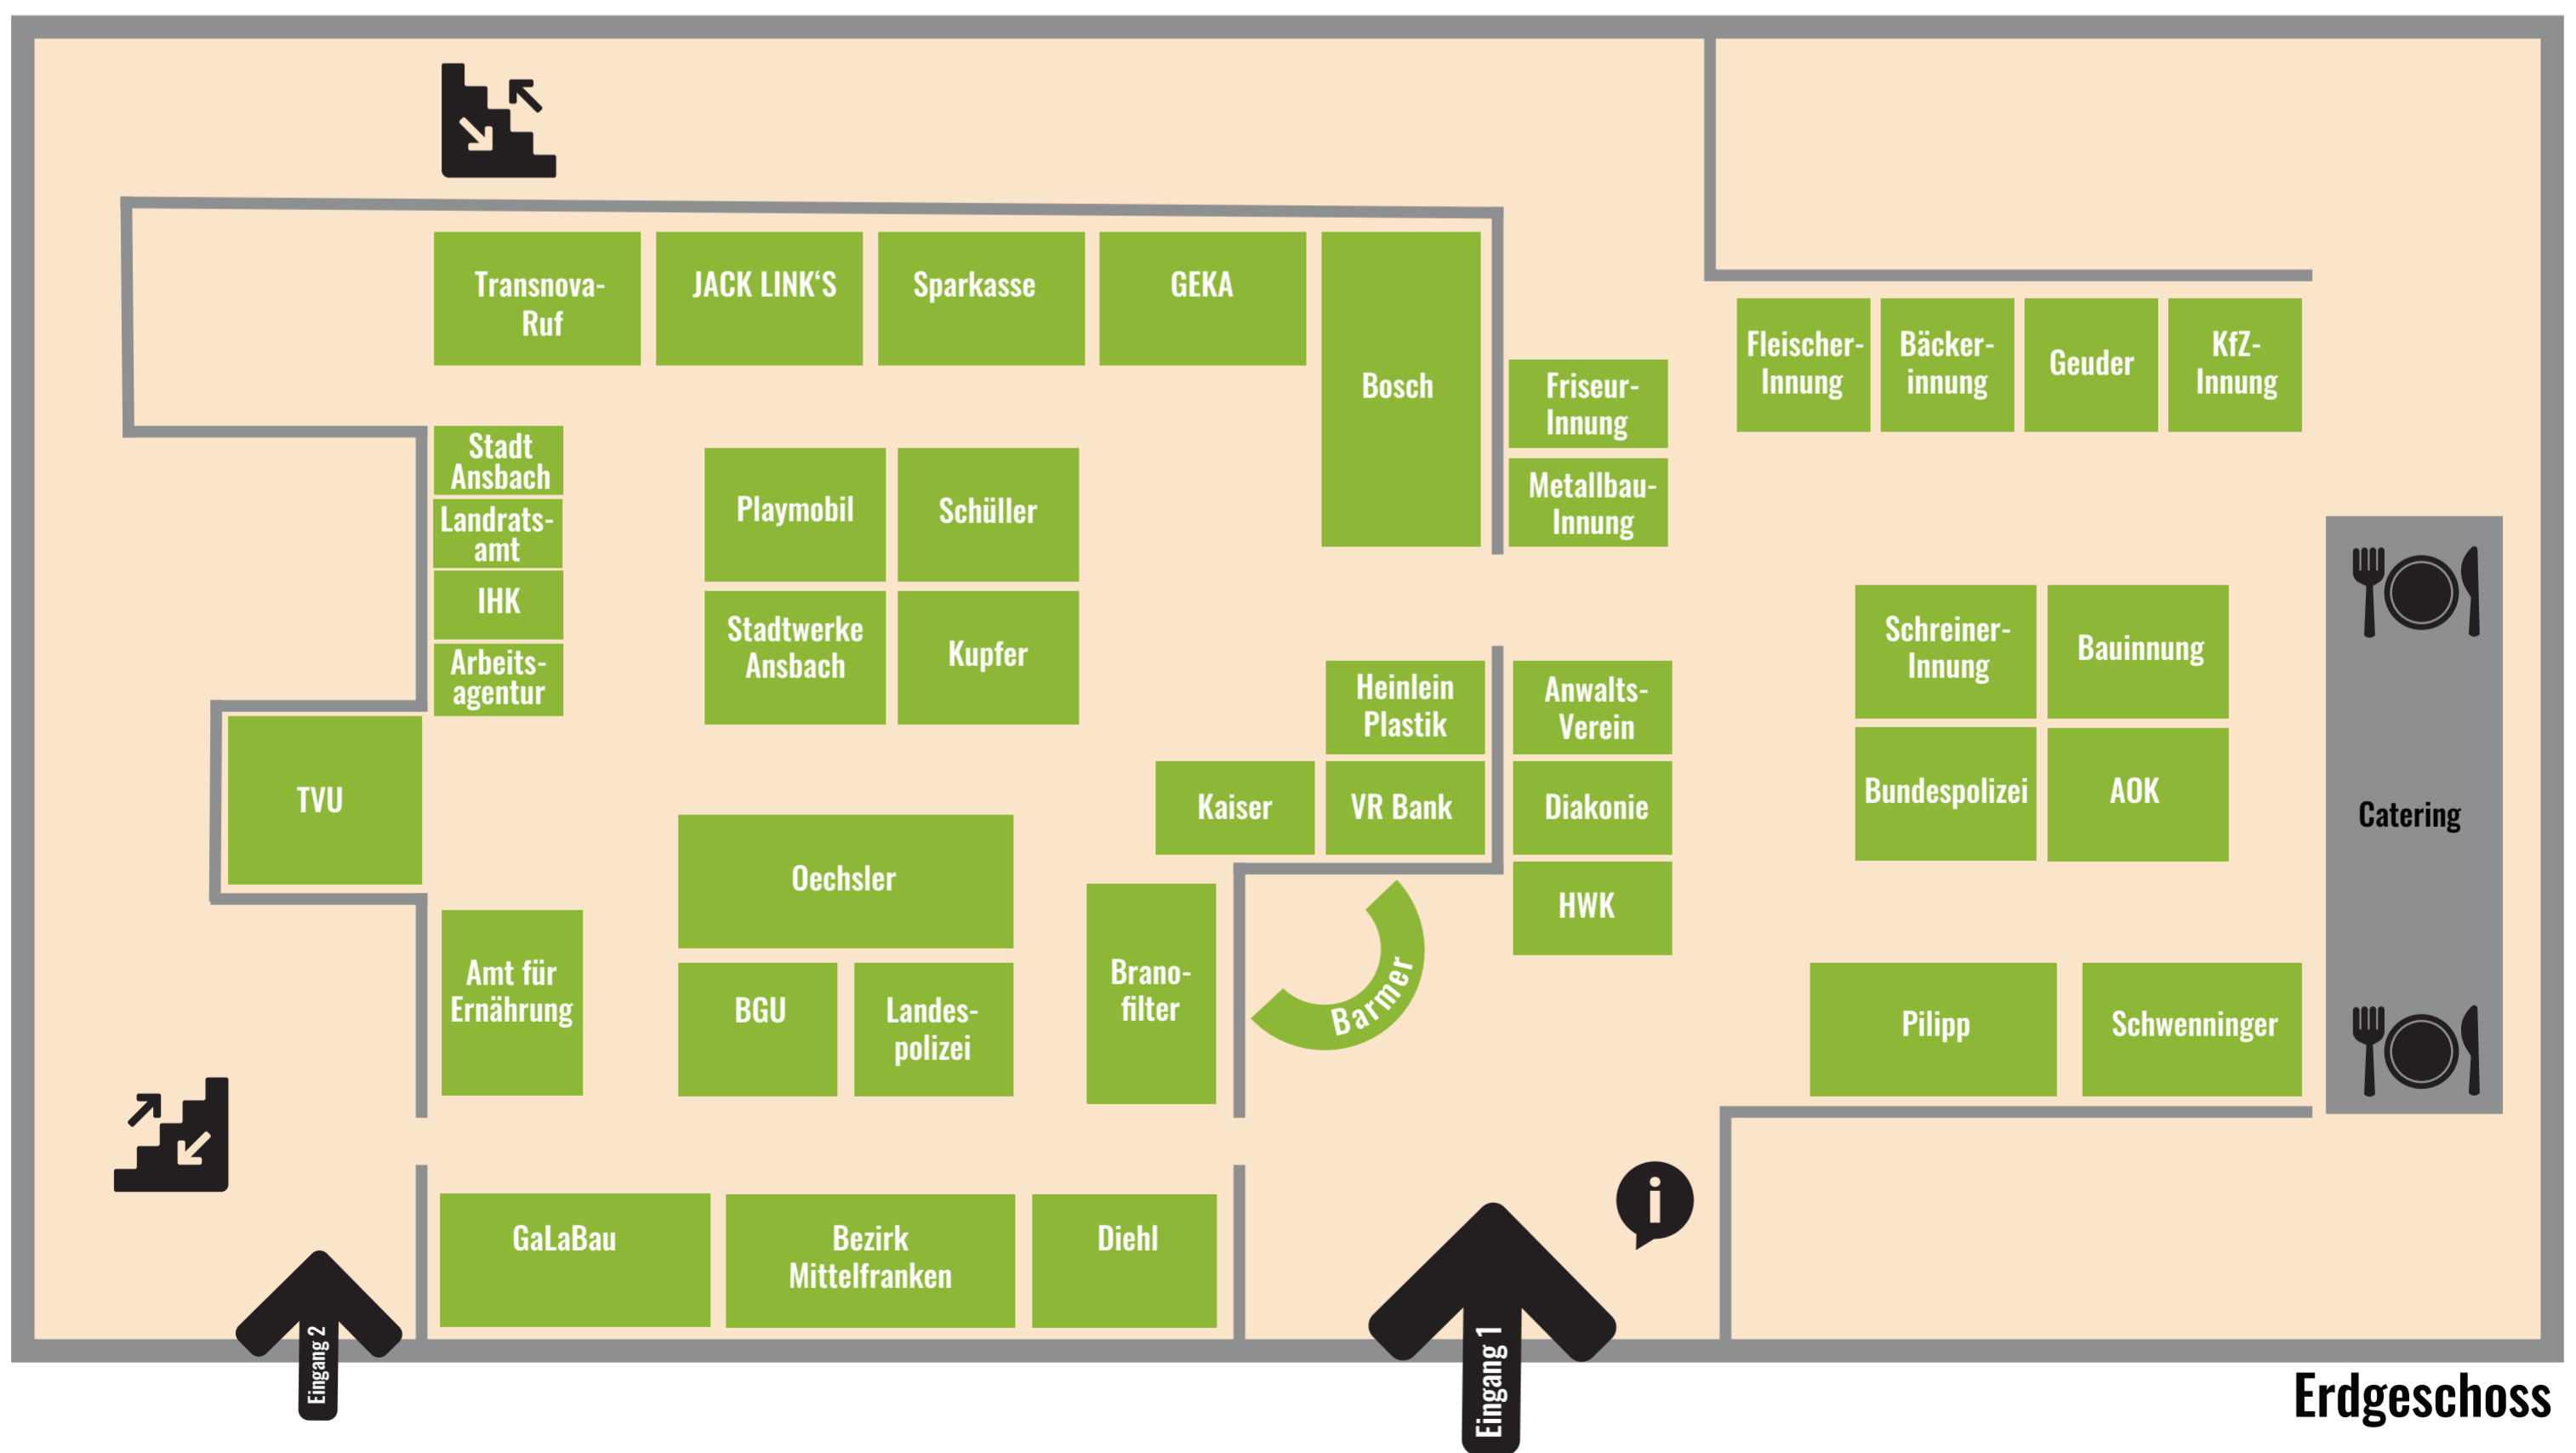 Transnova-
Ruf
JACK LINK‘S
Sparkasse
GEKA
Bosch
Friseur-
Innung
Metallbau-
Innung
Fleischer-
Innung
Bäcker-
innung
Geuder
KfZ-
Innung
Stadt
Ansbach
Landrats-
amt
IHK
Arbeits-
agentur
Playmobil
Schüller
Stadtwerke
Ansbach
Kupfer
Heinlein
Plastik
Anwalts-
Verein
Schreiner-
Innung
Bauinnung
TVU
Kaiser
VR Bank
Diakonie
Bundespolizei
AOK
Catering
Oechsler
HWK
Amt für
Ernährung
BGU
Landes-
polizei
Brano-
filter
Barmer
Pilipp
Schwenninger
i
GaLaBau
Bezirk
Mittelfranken
Diehl
Eingang 2
Eingang 1
Erdgeschoss